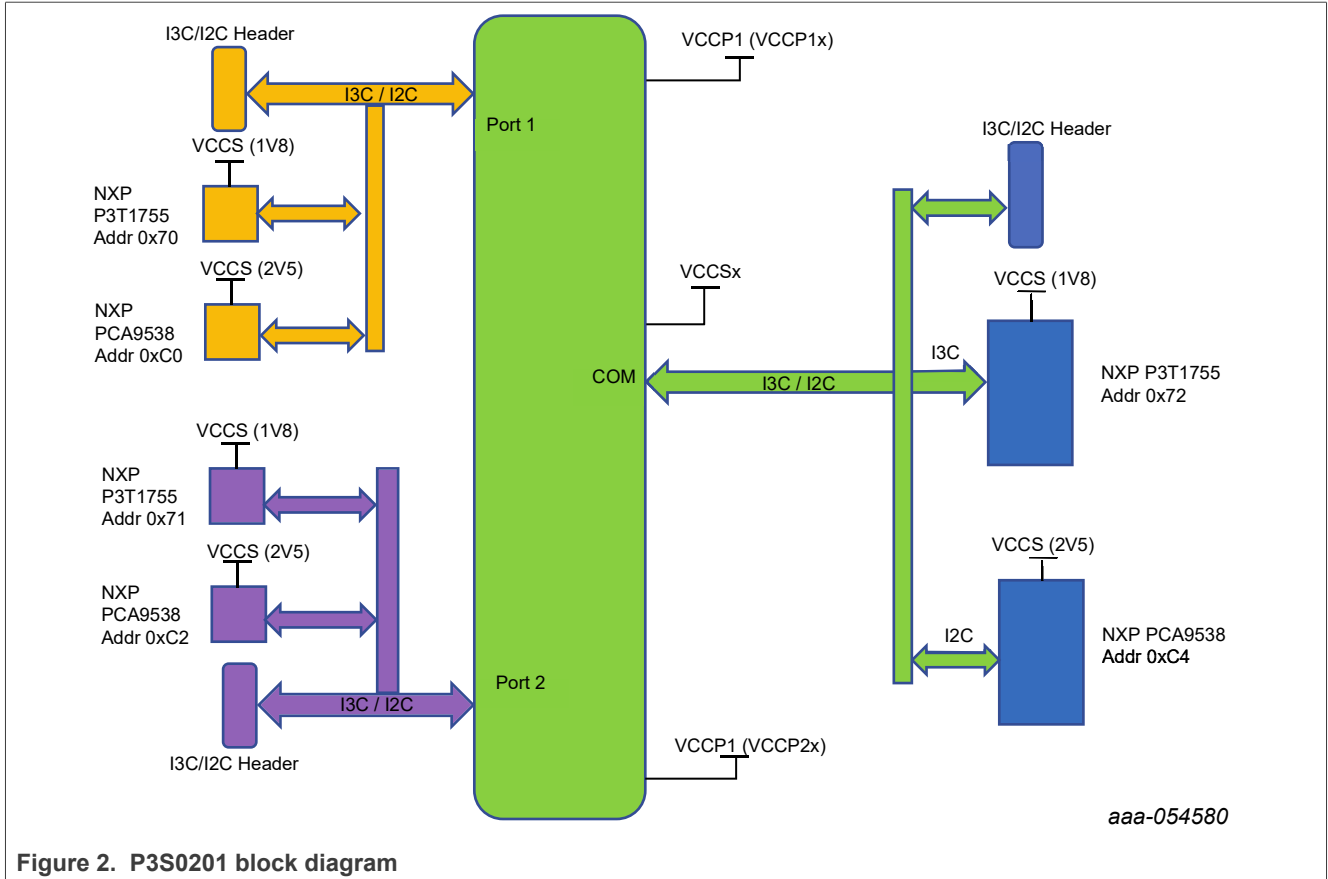 I3C/I2C Header
I3C / I2C
VCCS (1V8)
NXP
P3T1755
Addr 0x70
VCCS (2V5)
NXP
PCA9538
Addr 0xC0
VCCS (1V8)
NXP
P3T1755
Addr 0x71
VCCS (2V5)
NXP
PCA9538
Addr 0xC2
I3C / I2C
I3C/I2C Header
Port 1
COM
Port 2
VCCP1 (VCCP1x)
VCCSx
I3C / I2C
VCCP1 (VCCP2x)
I3C/I2C Header
VCCS (1V8)
I3C
NXP P3T1755
Addr 0x72
VCCS (2V5)
I2C
NXP PCA9538
Addr 0xC4
aaa-054580
Figure 2. P3S0201 block diagram